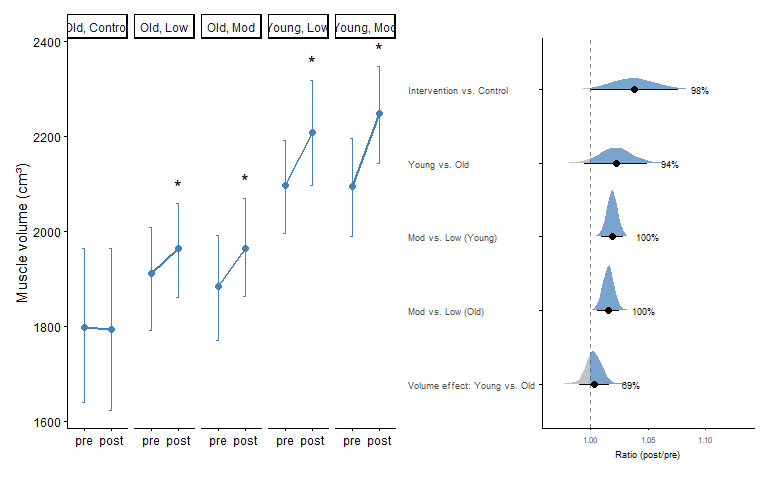 Old, Contro
Old, Low
Old, Mod
Young, Low
Young, Mod
2400
2200
2000
1800
1600
Muscle volume (cm³)
*
*
*
*
pre post
pre post
pre post
pre post
pre post
Intervention vs. Control
98%
Young vs. Old
94%
Mod vs. Low (Young)
100%
Mod vs. Low (Old)
100%
Volume effect: Young vs. Old
69%
1.00
1.05
1.10
Ratio (post/pre)